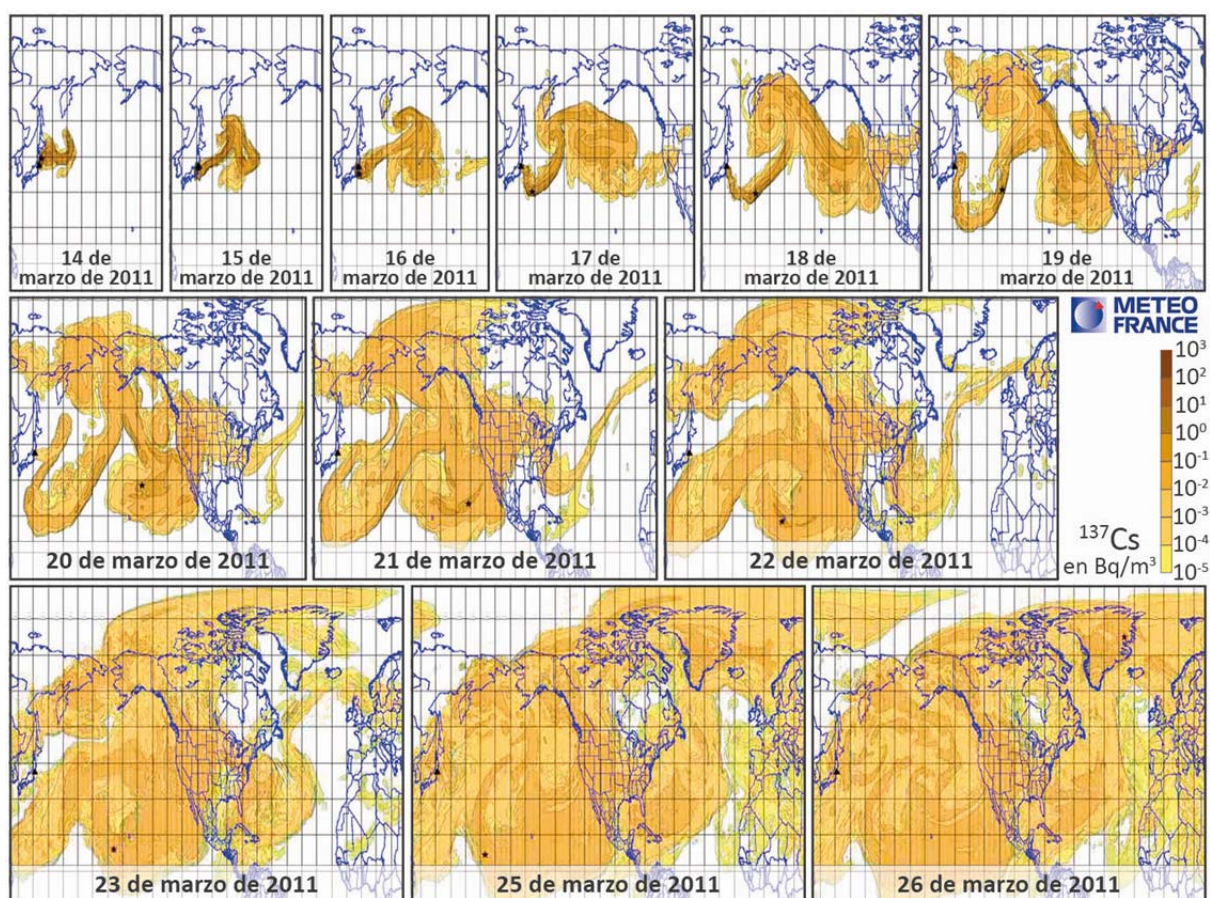 14 de
marzo de 2011
15 de
marzo de 2011
16 de
marzo de 2011
17 de
marzo de 2011
18 de
marzo de 2011
19 de
marzo de 2011
20 de marzo de 2011
21 de marzo de 2011
22 de marzo de 2011
METEO
FRANCE
10³
10²
10¹
10⁰
10⁻¹
10⁻²
10⁻³
10⁻⁴
10⁻⁵
¹³⁷Cs
en Bq/m³
23 de marzo de 2011
25 de marzo de 2011
26 de marzo de 2011